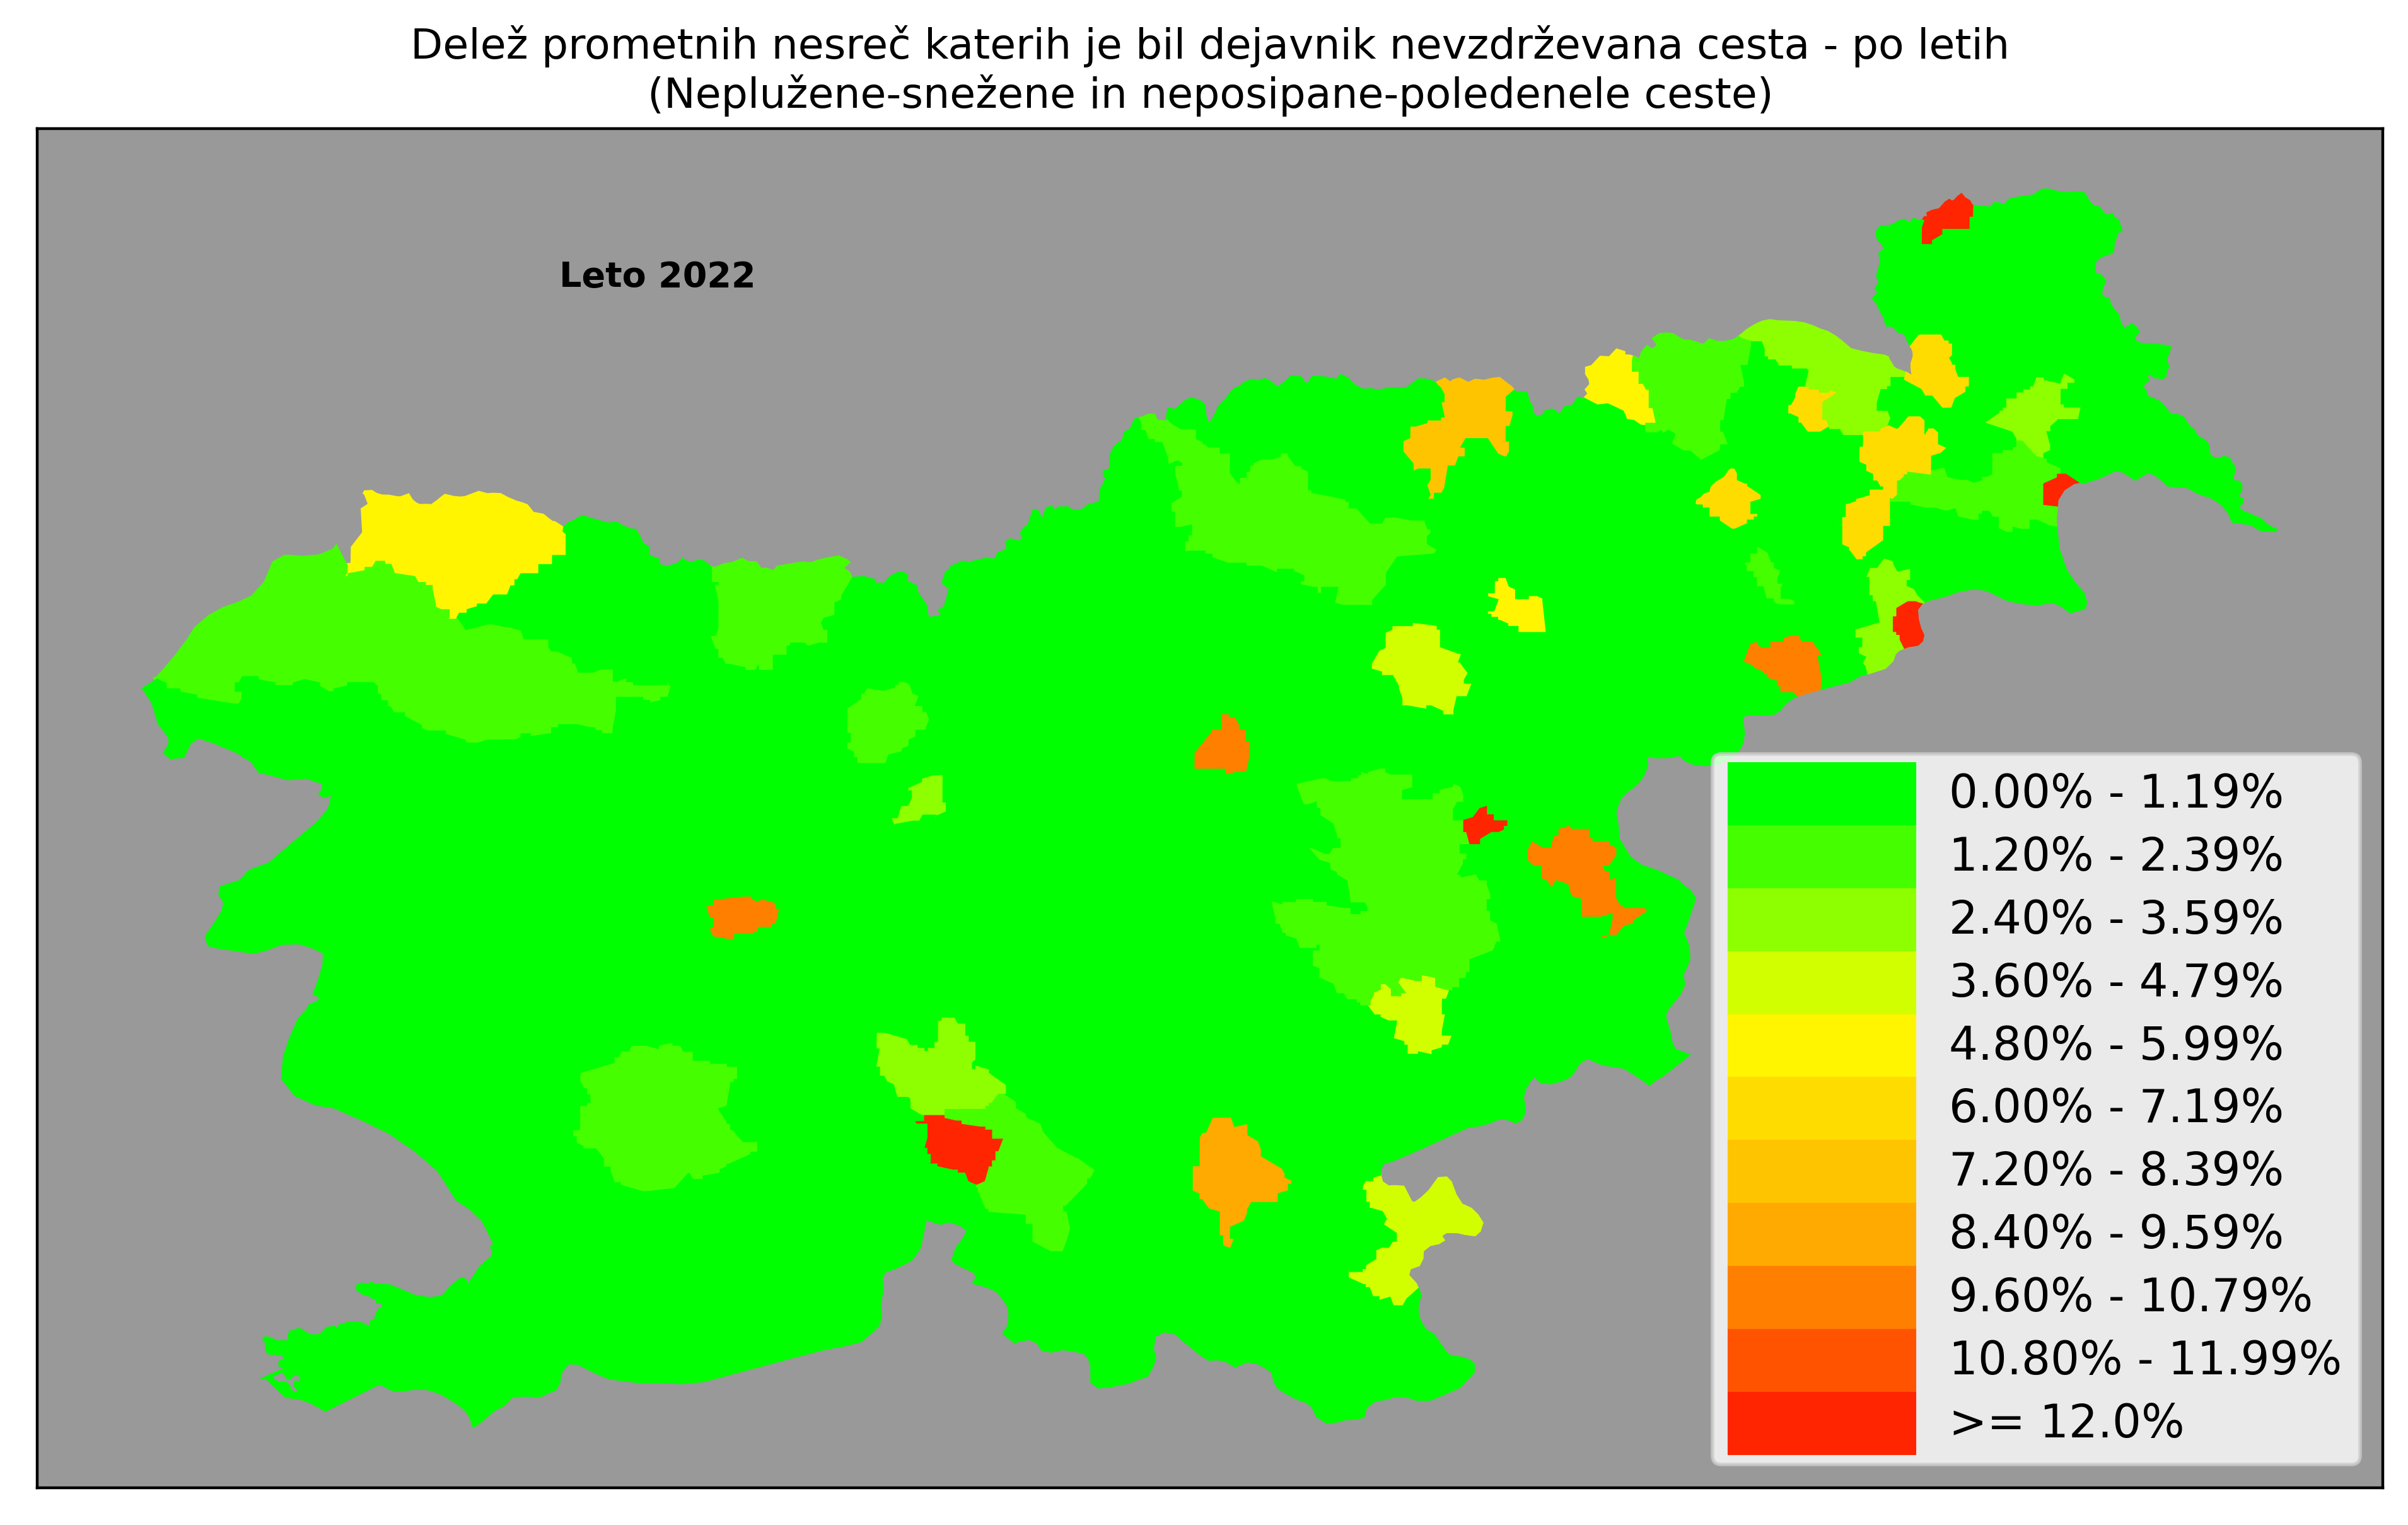 Delež prometnih nesreč katerih je bil dejavnik nevzdrževana cesta - po letih
(Neplužene-snežene in neposipane-poledenele ceste)
Leto 2022
0.00% - 1.19%
1.20% - 2.39%
2.40% - 3.59%
3.60% - 4.79%
4.80% - 5.99%
6.00% - 7.19%
7.20% - 8.39%
8.40% - 9.59%
9.60% - 10.79%
10.80% - 11.99%
>= 12.0%